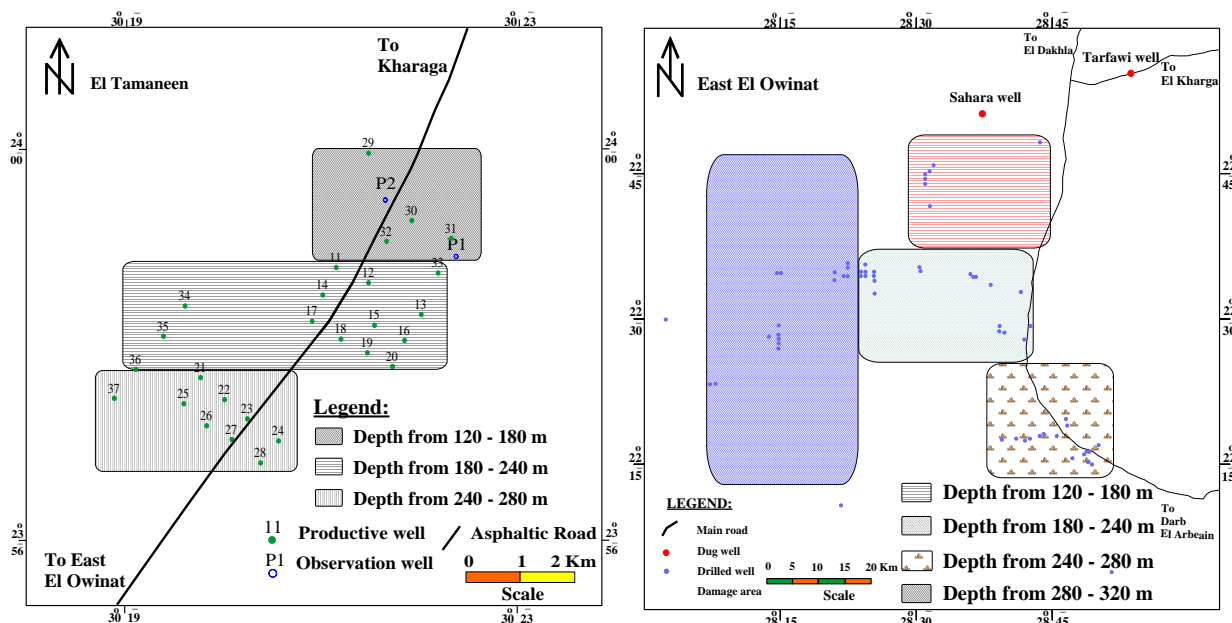 30 19
30 23
To
Kharaga
N
El Tamaneen
24
00
24
00
29
P2
30
32
31
P1
11
33
12
14
34
13
17
15
35
18
16
19
20
36
21
37
25
22
26
23
27
24
28
Legend:
Depth from 120 - 180 m
Depth from 180 - 240 m
Depth from 240 - 280 m
11
Productive well
P1
Observation well
Asphaltic Road
0 1 2 Km
Scale
To East
El Owinat
23
56
23
56
30 19
30 23
28 15
28 30
28 45
To
El Dakhla
Tarfawi well
To
El Kharga
N
East El Owinat
Sahara well
22
45
22
45
22
30
22
30
22
15
22
15
LEGEND:
Main road
Dug well
Drilled well
Damage area
0 5 10 15 20 Km
Scale
Depth from 120 - 180 m
Depth from 180 - 240 m
Depth from 240 - 280 m
Depth from 280 - 320 m
To
Darb
El Arbeain
28 15
28 30
28 45